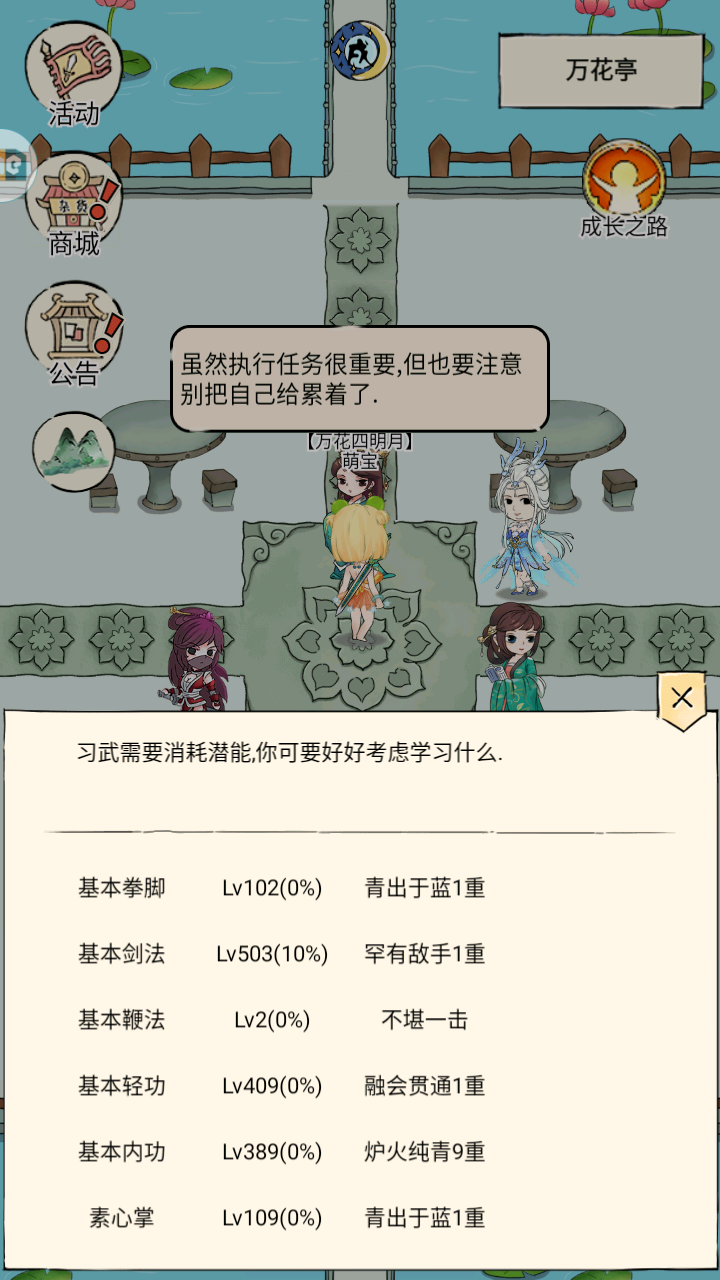 活动
万花亭
杂货
商城
成长之路
公告
虽然执行任务很重要,但也要注意
别把自己给累着了.
【万花四明月】
萌宝
习武需要消耗潜能,你可要好好考虑学习什么.
基本拳脚 Lv102(0%) 青出于蓝1重
基本剑法 Lv503(10%) 罕有敌手1重
基本鞭法 Lv2(0%) 不堪一击
基本轻功 Lv409(0%) 融会贯通1重
基本内功 Lv389(0%) 炉火纯青9重
素心掌 Lv109(0%) 青出于蓝1重